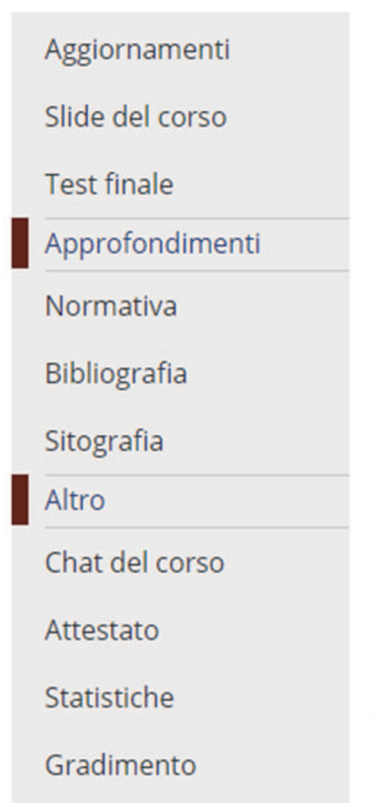 Aggiornamenti
Slide del corso
Test finale
Approfondimenti
Normativa
Bibliografia
Sitografia
Altro
Chat del corso
Attestato
Statistiche
Gradimento